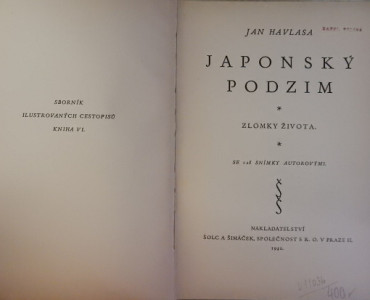 SBORNÍK
ILUSTROVANÝCH CESTOPISŮ
KNIHA VI.
JAN HAVLASA
JAPONSKÝ
PODZIM
ZLOMKY ŽIVOTA.
SE 128 SNÍMKY AUTOROVÝMI.
NAKLADATELSTVÍ
ŠOLC A ŠIMÁČEK, SPOLEČNOST S R. O. V PRAZE II.